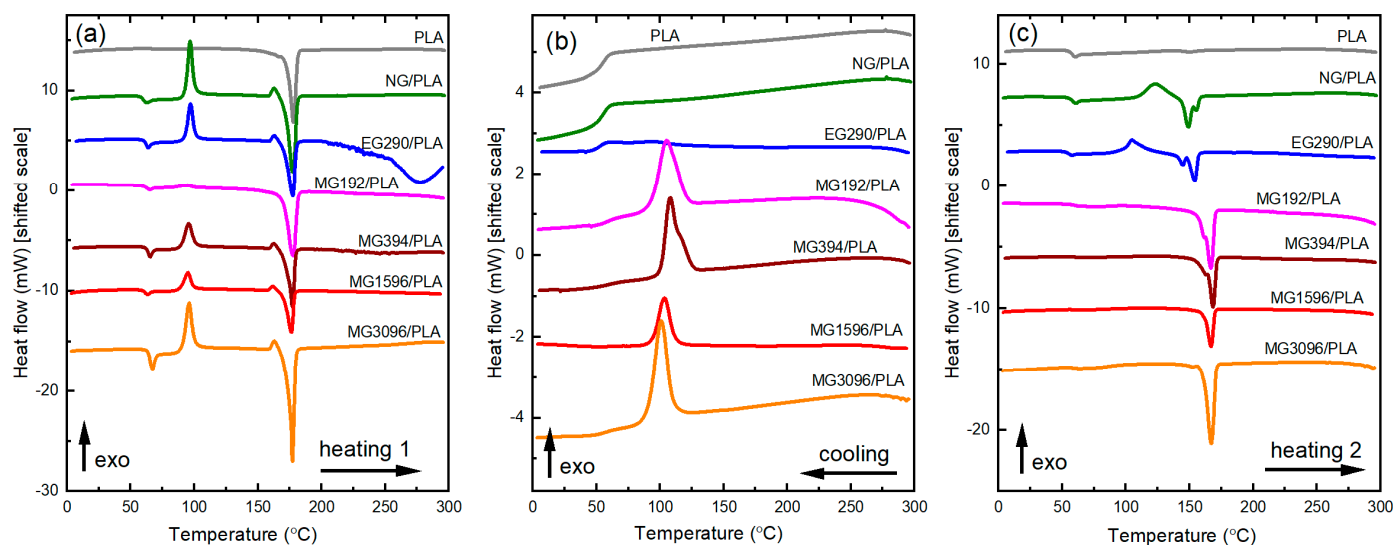 (a)
PLA
NG/PLA
EG290/PLA
MG192/PLA
MG394/PLA
MG1596/PLA
MG3096/PLA
exo
heating 1
10
0
-10
-20
-30
0 50 100 150 200 250 300
Heat flow (mW) [shifted scale]
Temperature (°C)
(b)
PLA
NG/PLA
EG290/PLA
MG192/PLA
MG394/PLA
MG1596/PLA
MG3096/PLA
exo
cooling
4
2
0
-2
-4
0 50 100 150 200 250 300
Heat flow (mW) [shifted scale]
Temperature (°C)
(c)
PLA
NG/PLA
EG290/PLA
MG192/PLA
MG394/PLA
MG1596/PLA
MG3096/PLA
exo
heating 2
10
0
-10
-20
0 50 100 150 200 250 300
Heat flow (mW) [shifted scale]
Temperature (°C)